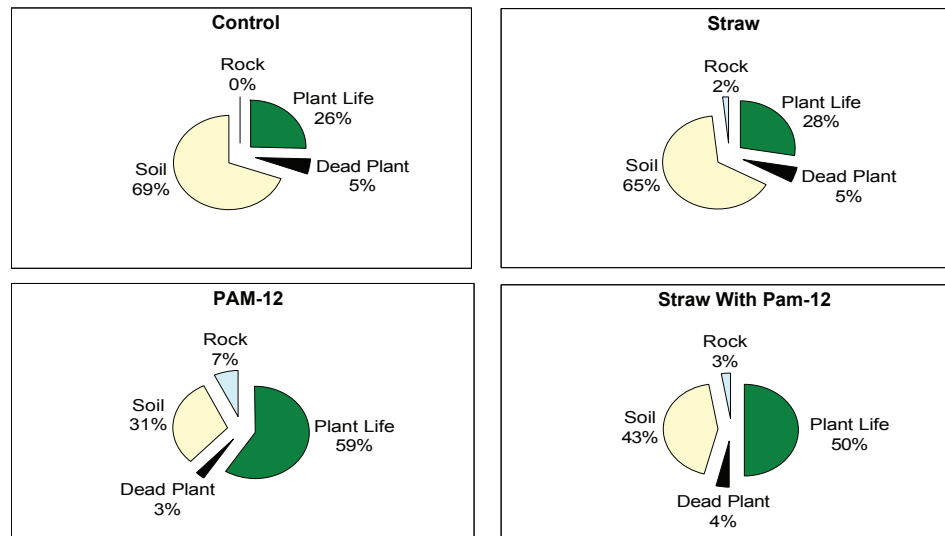 Control
Rock
0%
Plant Life
26%
Dead Plant
5%
Soil
69%
Straw
Rock
2%
Plant Life
28%
Dead Plant
5%
Soil
65%
PAM-12
Rock
7%
Plant Life
59%
Dead Plant
3%
Soil
31%
Straw With Pam-12
Rock
3%
Plant Life
50%
Dead Plant
4%
Soil
43%